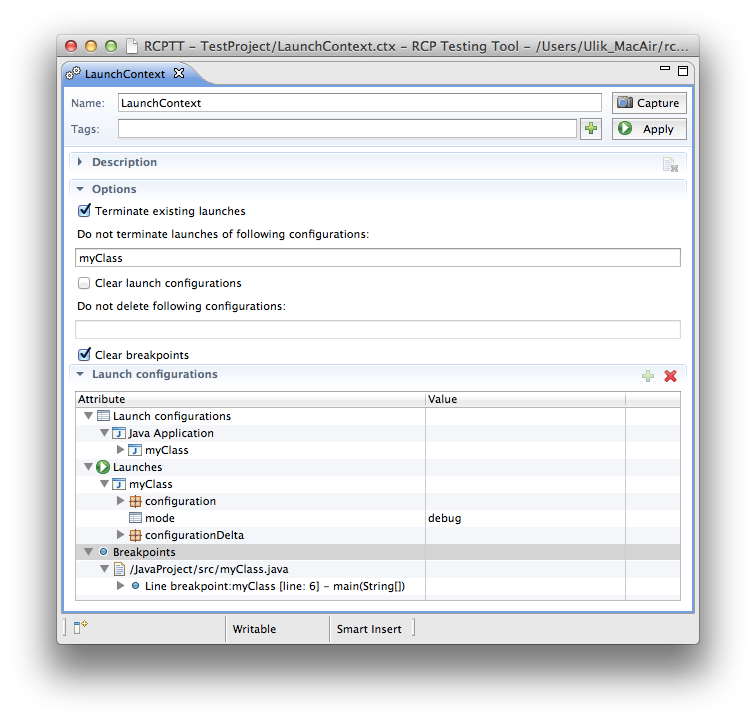 RCPTT – TestProject/LaunchContext.ctx – RCP Testing Tool – /Users/Ulik_MacAir/rc...
LaunchContext
Name: LaunchContext Capture
Tags: Apply
Description
Options
Terminate existing launches
Do not terminate launches of following configurations:
myClass
Clear launch configurations
Do not delete following configurations:
Clear breakpoints
Launch configurations
Attribute Value
Launch configurations
Java Application
myClass
Launches
myClass
configuration
mode debug
configurationDelta
Breakpoints
/JavaProject/src/myClass.java
Line breakpoint:myClass [line: 6] – main(String[])
Writable Smart Insert